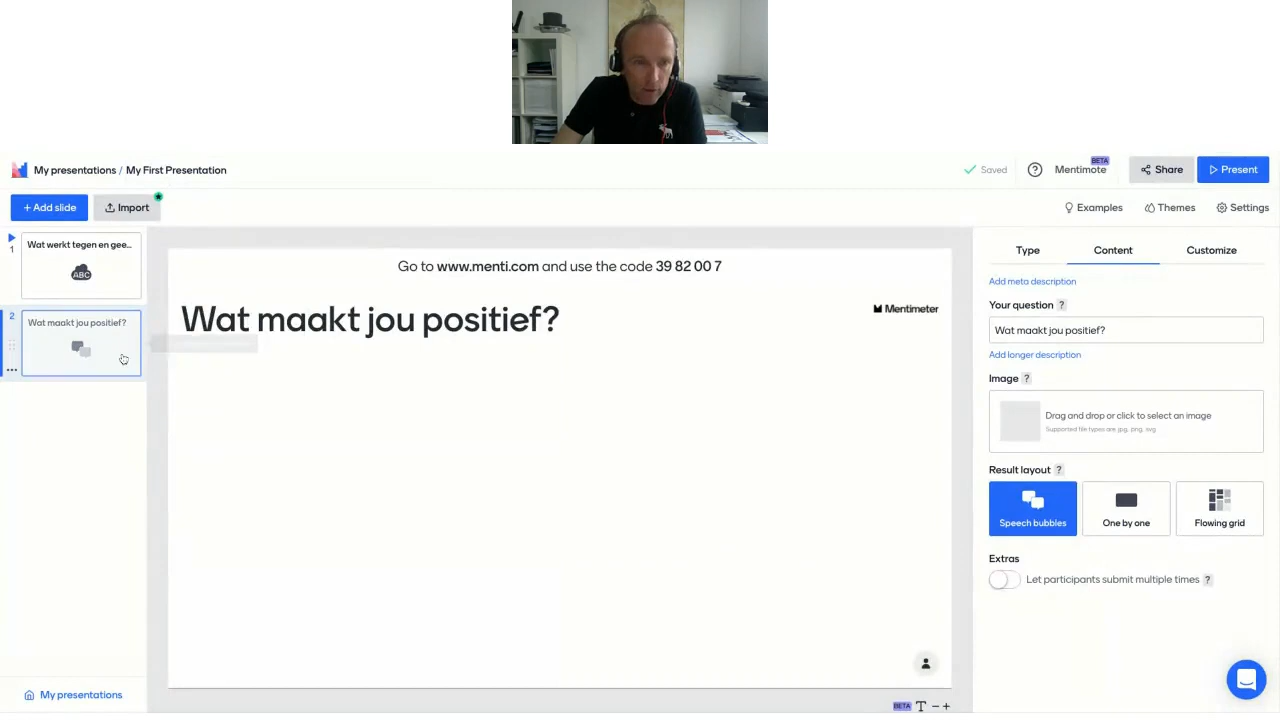 My presentations / My First Presentation
Saved
Mentimote
BETA
Share
Present
+ Add slide
Import
Examples
Themes
Settings
1
Wat werkt tegen en gee...
ABC
2
Wat maakt jou positief?
Go to www.menti.com and use the code 39 82 00 7
Wat maakt jou positief?
Mentimeter
Type
Content
Customize
Add meta description
Your question ?
Wat maakt jou positief?
Add longer description
Image ?
Drag and drop or click to select an image
Supported file types are jpg, png, svg
Result layout ?
Speech bubbles
One by one
Flowing grid
Extras
Let participants submit multiple times ?
My presentations
BETA T − +